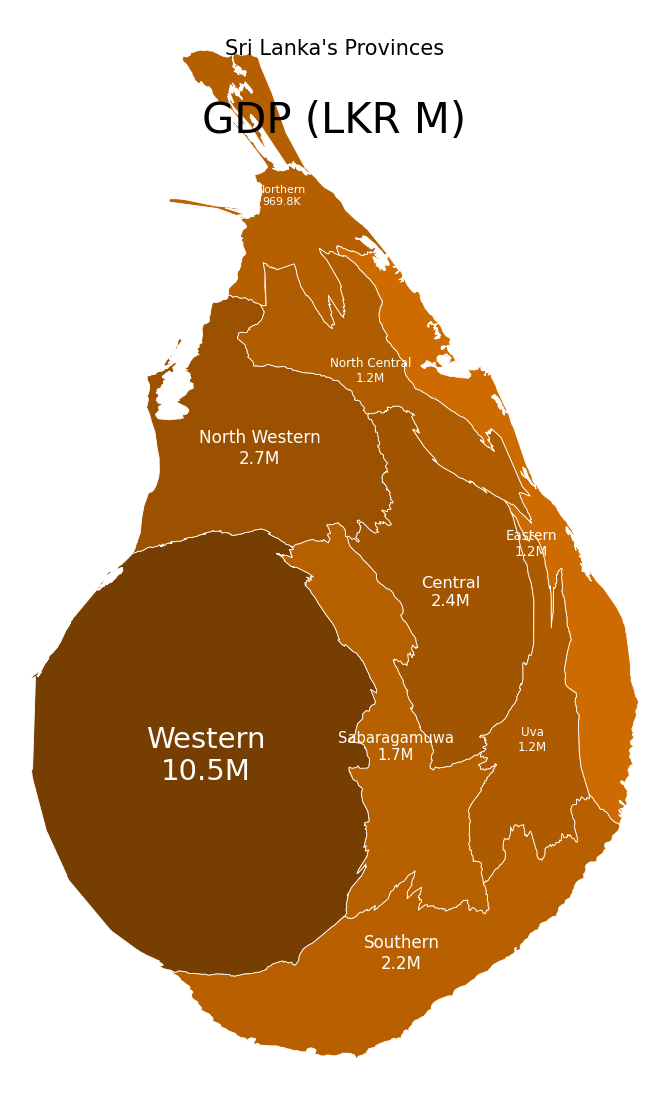 Sri Lanka's Provinces
GDP (LKR M)
Northern
969.8K
North Central
1.2M
North Western
2.7M
Eastern
1.2M
Central
2.4M
Western
10.5M
Sabaragamuwa
1.7M
Uva
1.2M
Southern
2.2M